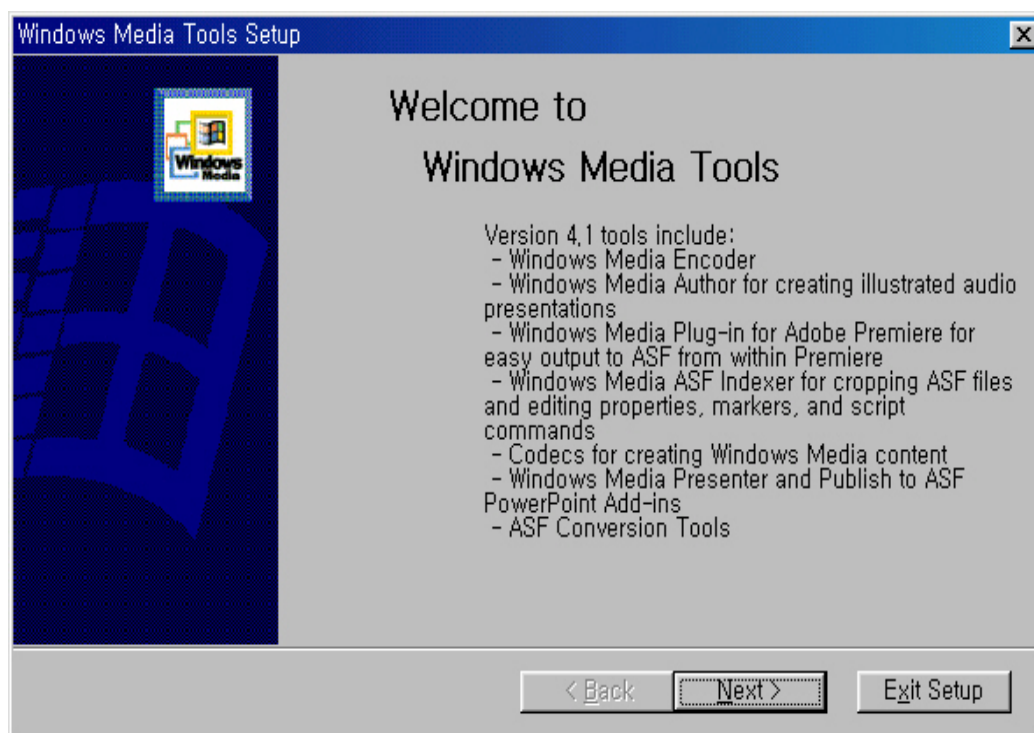 Windows Media Tools Setup
Windows
Media
Welcome to
Windows Media Tools
Version 4,1 tools include:
- Windows Media Encoder
- Windows Media Author for creating illustrated audio
presentations
- Windows Media Plug-in for Adobe Premiere for
easy output to ASF from within Premiere
- Windows Media ASF Indexer for cropping ASF files
and editing properties, markers, and script
commands
- Codecs for creating Windows Media content
- Windows Media Presenter and Publish to ASF
PowerPoint Add-ins
- ASF Conversion Tools
< Back
Next >
Exit Setup